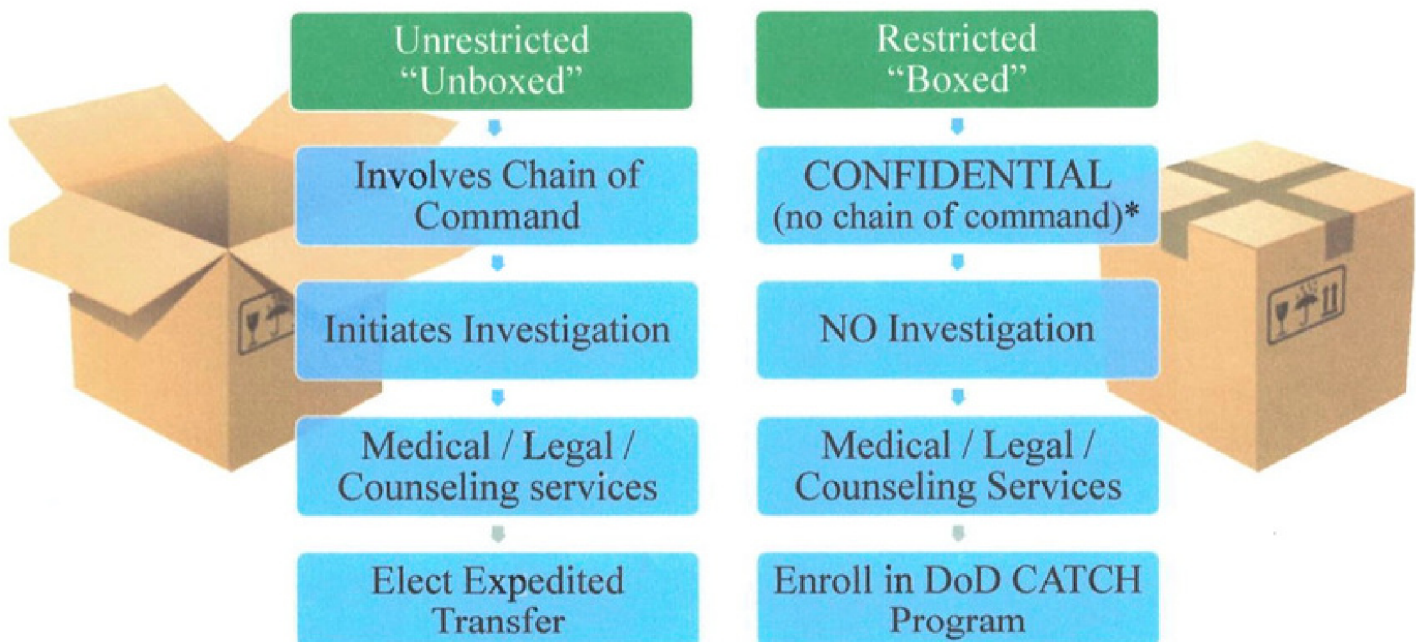 Unrestricted
“Unboxed”
Involves Chain of
Command
Initiates Investigation
Medical / Legal /
Counseling services
Elect Expedited
Transfer
Restricted
“Boxed”
CONFIDENTIAL
(no chain of command)*
NO Investigation
Medical / Legal /
Counseling Services
Enroll in DoD CATCH
Program